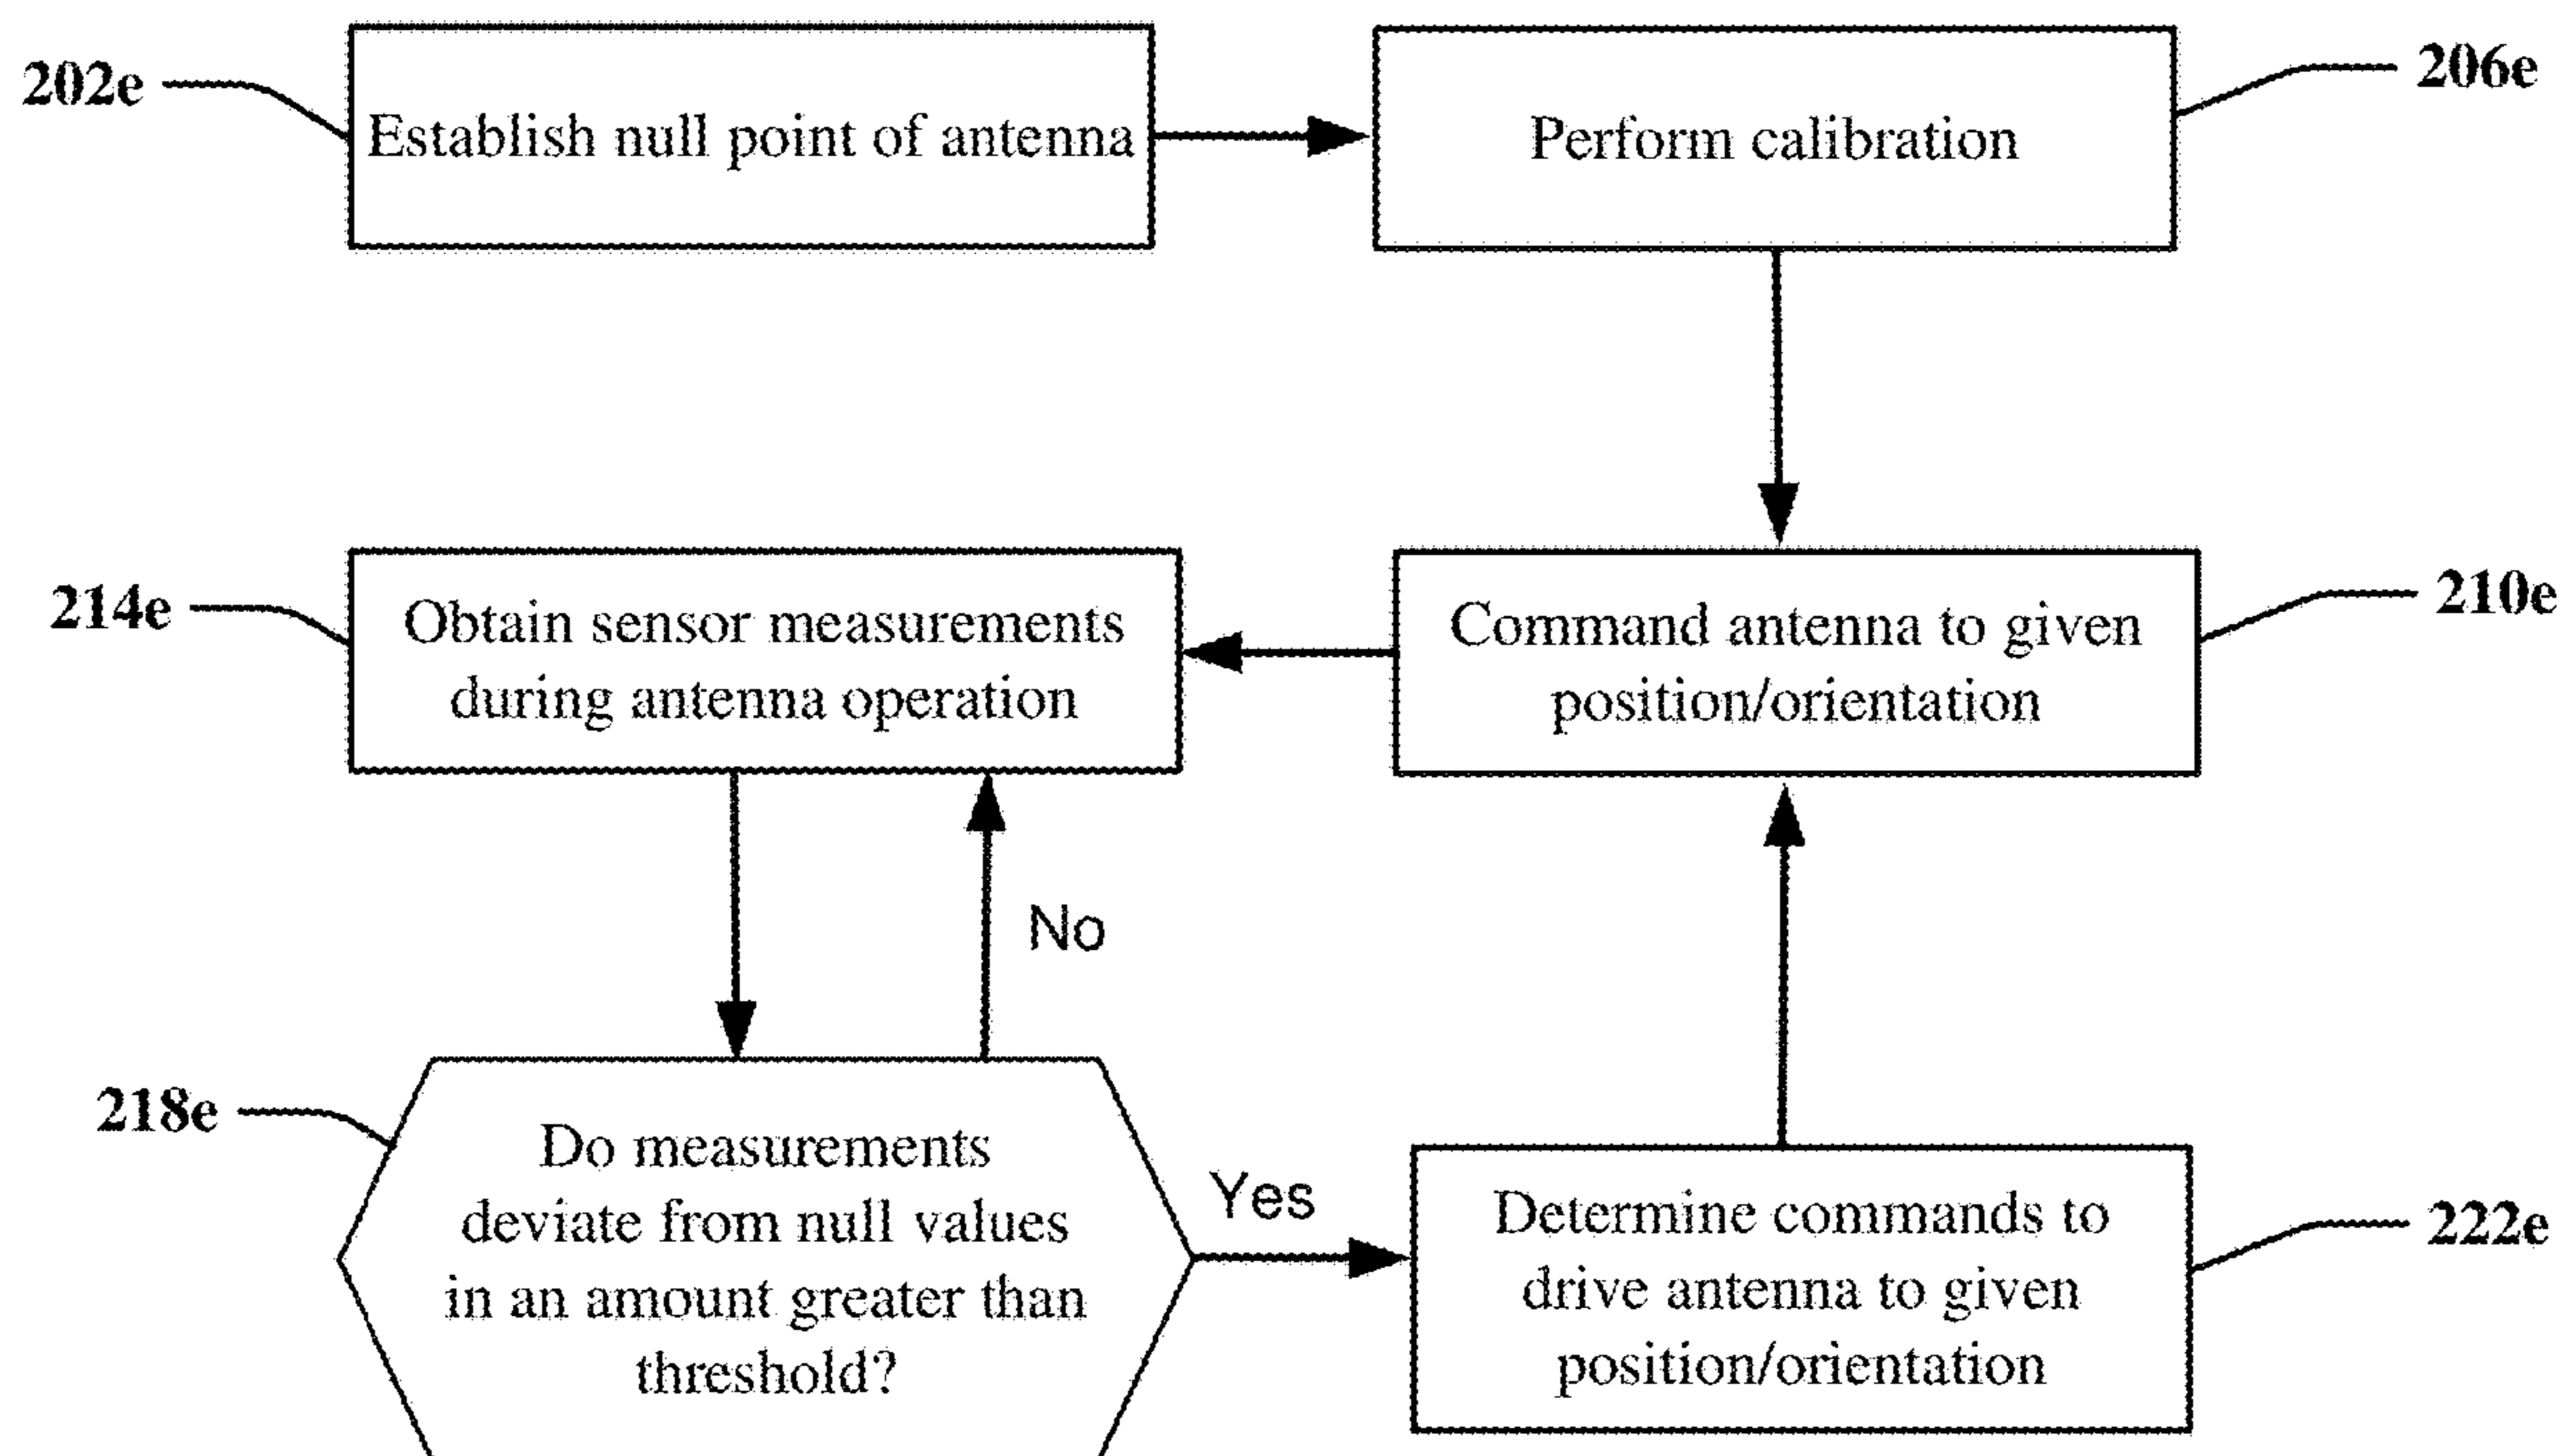 202e
Establish null point of antenna
Perform calibration
206e
214e
Obtain sensor measurements
during antenna operation
Command antenna to given
position/orientation
210e
No
218e
Do measurements
deviate from null values
in an amount greater than
threshold?
Yes
Determine commands to
drive antenna to given
position/orientation
222e